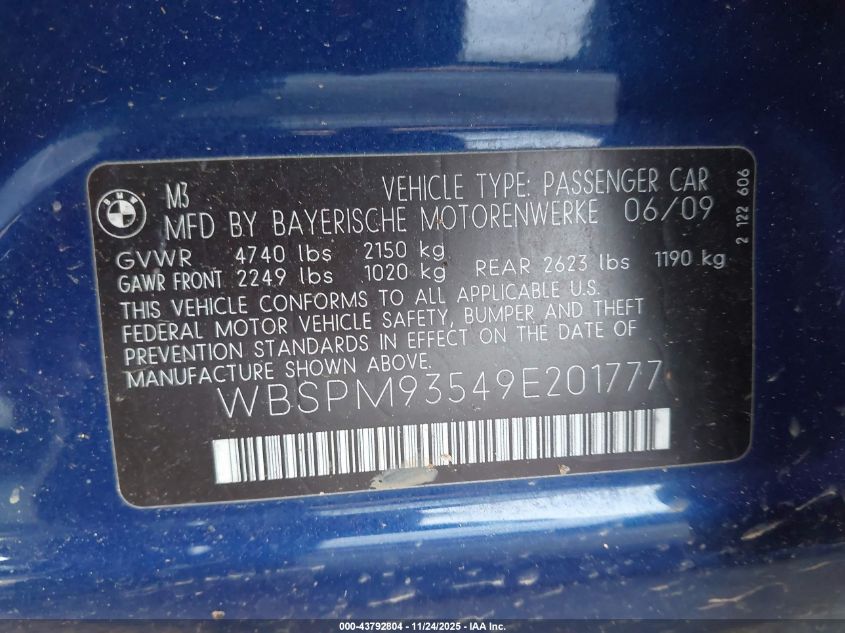 BMW
M3 VEHICLE TYPE: PASSENGER CAR
MFD BY BAYERISCHE MOTORENWERKE 06/09
GVWR 4740 lbs 2150 kg
GAWR FRONT 2249 lbs 1020 kg REAR 2623 lbs 1190 kg
THIS VEHICLE CONFORMS TO ALL APPLICABLE U.S.
FEDERAL MOTOR VEHICLE SAFETY, BUMPER AND THEFT
PREVENTION STANDARDS IN EFFECT ON THE DATE OF
MANUFACTURE SHOWN ABOVE.
WBSPM93549E201777
2 122 606
000-43792804 - 11/24/2025 - IAA Inc.